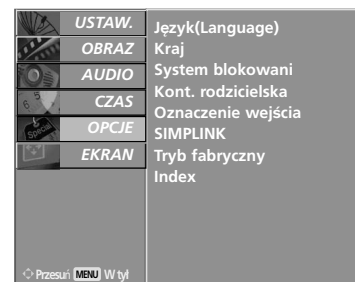 USTAW.
OBRAZ
AUDIO
CZAS
OPCJE
EKRAN
Język(Language)
Kraj
System blokowani
Kont. rodzicielska
Oznaczenie wejścia
SIMPLINK
Tryb fabryczny
Index
Przesuń MENU W tył